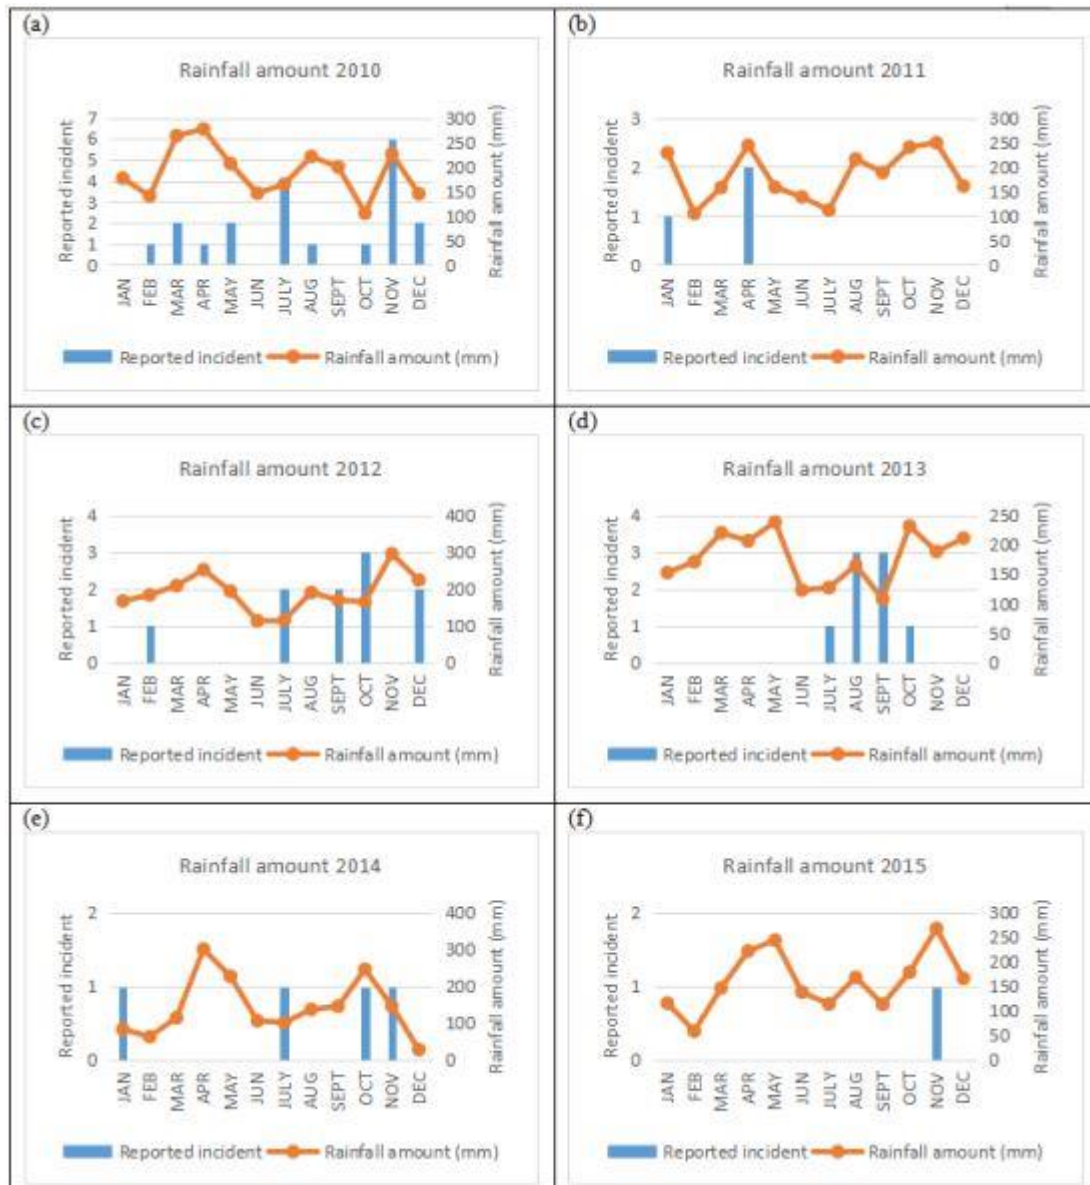 (a)
Rainfall amount 2010
Reported incident
7
6
5
4
3
2
1
0
300
250
200
150
100
50
0
Rainfall amount (mm)
JAN FEB MAR APR MAY JUN JULY AUG SEPT OCT NOV DEC
Reported incident Rainfall amount (mm)
(b)
Rainfall amount 2011
Reported incident
3
2
1
0
300
250
200
150
100
50
0
Rainfall amount (mm)
JAN FEB MAR APR MAY JUN JULY AUG SEPT OCT NOV DEC
Reported incident Rainfall amount (mm)
(c)
Rainfall amount 2012
Reported incident
4
3
2
1
0
400
300
200
100
0
Rainfall amount (mm)
JAN FEB MAR APR MAY JUN JULY AUG SEPT OCT NOV DEC
Reported incident Rainfall amount (mm)
(d)
Rainfall amount 2013
Reported incident
4
3
2
1
0
250
200
150
100
50
0
Rainfall amount (mm)
JAN FEB MAR APR MAY JUN JULY AUG SEPT OCT NOV DEC
Reported incident Rainfall amount (mm)
(e)
Rainfall amount 2014
Reported incident
2
1
0
400
300
200
100
0
Rainfall amount (mm)
JAN FEB MAR APR MAY JUN JULY AUG SEPT OCT NOV DEC
Reported incident Rainfall amount (mm)
(f)
Rainfall amount 2015
Reported incident
2
1
0
300
250
200
150
100
50
0
Rainfall amount (mm)
JAN FEB MAR APR MAY JUN JULY AUG SEPT OCT NOV DEC
Reported incident Rainfall amount (mm)